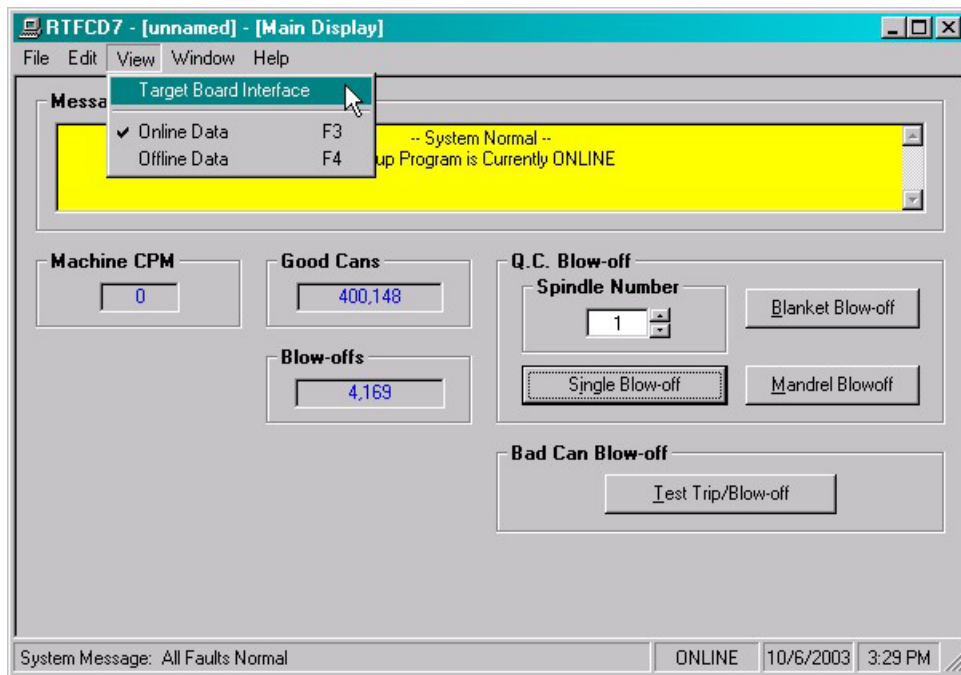 RTFCD7 - [unnamed] - [Main Display]
File Edit View Window Help
Target Board Interface
Online Data F3
Offline Data F4
Messa
-- System Normal --
up Program is Currently ONLINE
Machine CPM
0
Good Cans
400,148
Blow-offs
4,169
Q.C. Blow-off
Spindle Number
1
Blanket Blow-off
Single Blow-off
Mandrel Blowoff
Bad Can Blow-off
Test Trip/Blow-off
System Message: All Faults Normal ONLINE 10/6/2003 3:29 PM